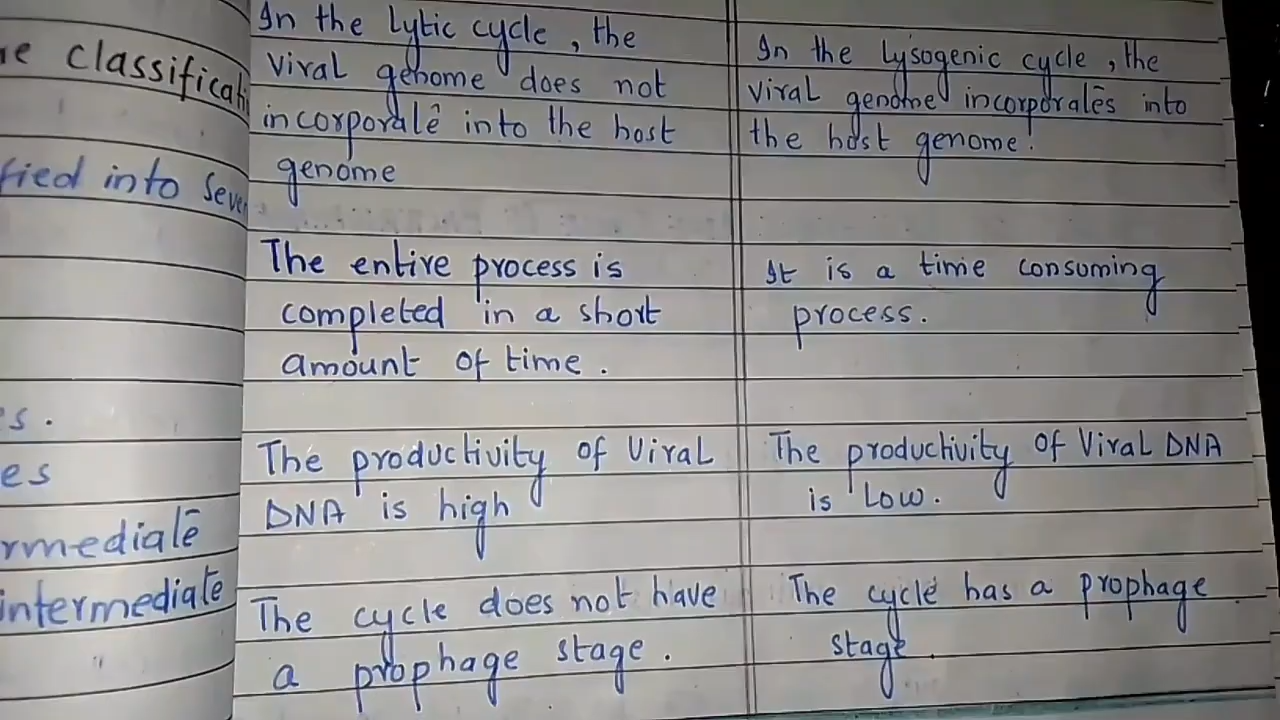 classificati
fied into Seve
s.
es
rmediate
intermediate
In the Lytic cycle, the
viral genome does not
incorporate into the host
genome
The entire process is
completed in a short
amount of time.
The productivity of Viral
DNA is high
The cycle does not have
a prophage stage.
In the Lysogenic cycle, the
viral genome incorporates into
the host genome.
It is a time consuming
process.
The productivity of Viral DNA
is Low.
The cycle has a prophage
stage.